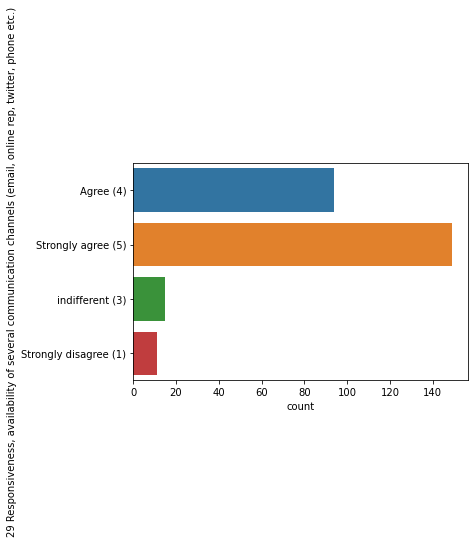 29 Responsiveness, availability of several communication channels (email, online rep, twitter, phone etc.)
Agree (4)
Strongly agree (5)
indifferent (3)
Strongly disagree (1)
0 20 40 60 80 100 120 140
count